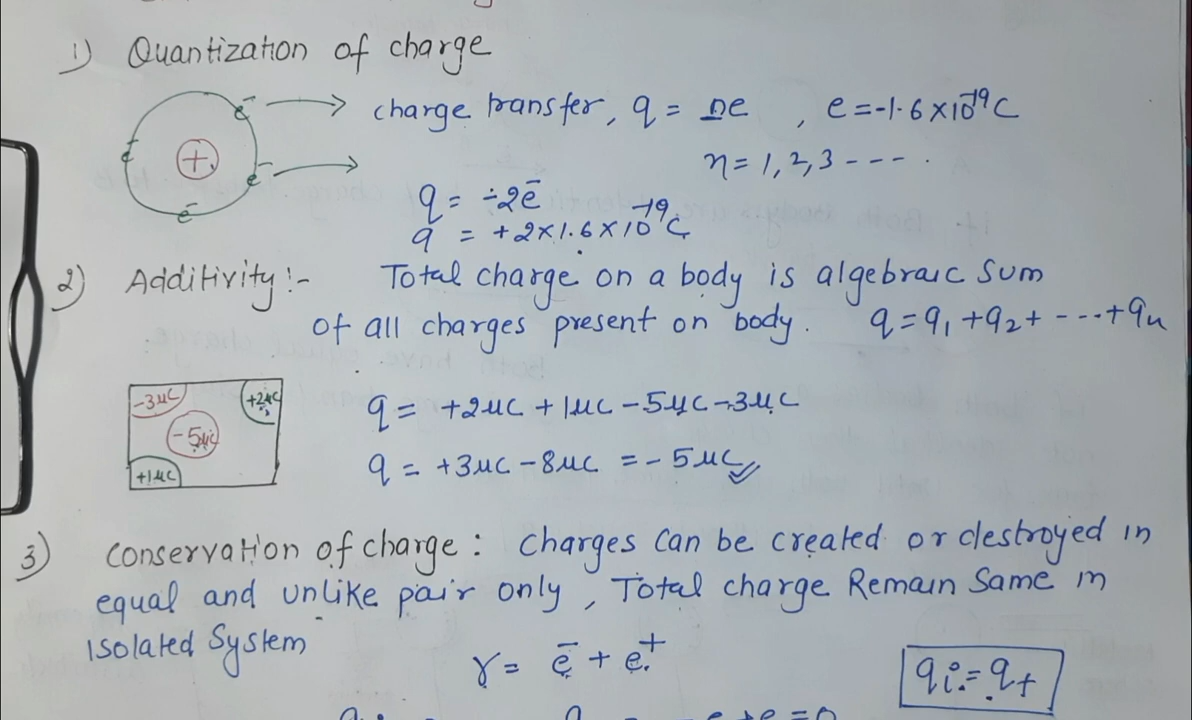 1) Quantization of charge
e⁻ e⁻ e⁻ e⁻ +
charge transfer, q = ne , e = -1.6 × 10⁻¹⁹ C
n = 1, 2, 3 - - - .
q = -2e⁻
q = +2×1.6×10⁻¹⁹ C
2) Additivity :- Total charge on a body is algebraic sum
of all charges present on body. q = q₁ + q₂ + - - - + qₙ
-3μC +2μC
-5μC
+1μC
q = +2μC + 1μC - 5μC - 3μC
q = +3μC - 8μC = - 5μC
3) Conservation of charge : Charges can be created or destroyed in
equal and unlike pair only , Total charge Remain Same in
isolated System
γ = e⁻ + e⁺
qi = qf